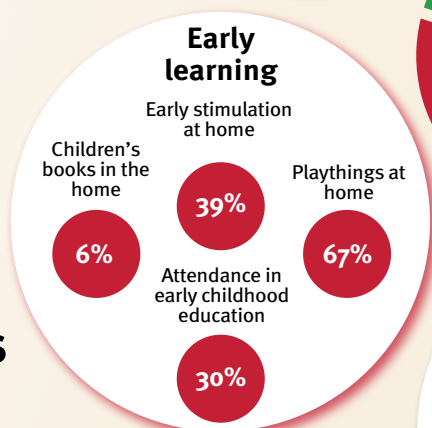 Early
learning
Early stimulation
at home
39%
Children's
books in the
home
6%
Playthings at
home
67%
Attendance in
early childhood
education
30%
s